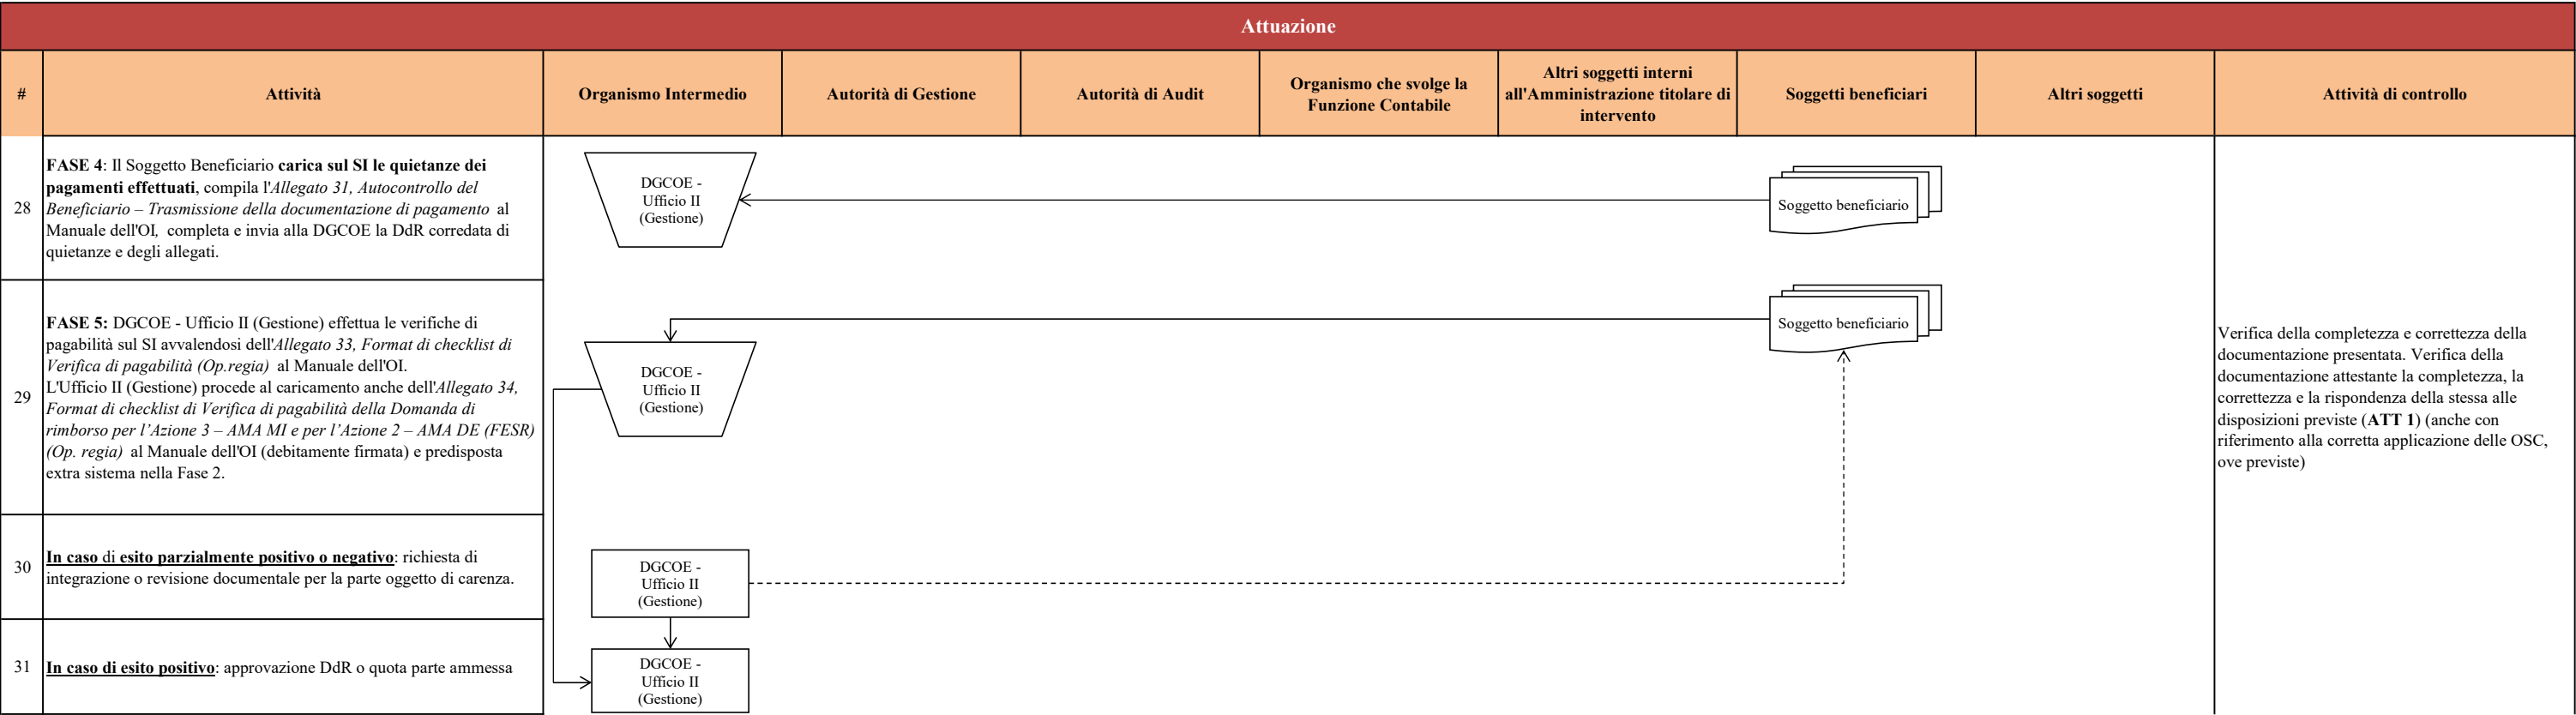 Attuazione
#
Attività
Organismo Intermedio
Autorità di Gestione
Autorità di Audit
Organismo che svolge la
Funzione Contabile
Altri soggetti interni
all'Amministrazione titolare di
intervento
Soggetti beneficiari
Altri soggetti
Attività di controllo
28
FASE 4: Il Soggetto Beneficiario carica sul SI le quietanze dei
pagamenti effettuati, compila l'Allegato 31, Autocontrollo del
Beneficiario – Trasmissione della documentazione di pagamento al
Manuale dell'OI, completa e invia alla DGCOE la DdR corredata di
quietanze e degli allegati.
DGCOE -
Ufficio II
(Gestione)
Soggetto beneficiario
29
FASE 5: DGCOE - Ufficio II (Gestione) effettua le verifiche di
pagabilità sul SI avvalendosi dell'Allegato 33, Format di checklist di
Verifica di pagabilità (Op.regia) al Manuale dell'OI.
L'Ufficio II (Gestione) procede al caricamento anche dell'Allegato 34,
Format di checklist di Verifica di pagabilità della Domanda di
rimborso per l’Azione 3 – AMA MI e per l’Azione 2 – AMA DE (FESR)
(Op. regia) al Manuale dell'OI (debitamente firmata) e predisposta
extra sistema nella Fase 2.
DGCOE -
Ufficio II
(Gestione)
Soggetto beneficiario
Verifica della completezza e correttezza della
documentazione presentata. Verifica della
documentazione attestante la completezza, la
correttezza e la rispondenza della stessa alle
disposizioni previste (ATT 1) (anche con
riferimento alla corretta applicazione delle OSC,
ove previste)
30
In caso di esito parzialmente positivo o negativo: richiesta di
integrazione o revisione documentale per la parte oggetto di carenza.
DGCOE -
Ufficio II
(Gestione)
31
In caso di esito positivo: approvazione DdR o quota parte ammessa
DGCOE -
Ufficio II
(Gestione)